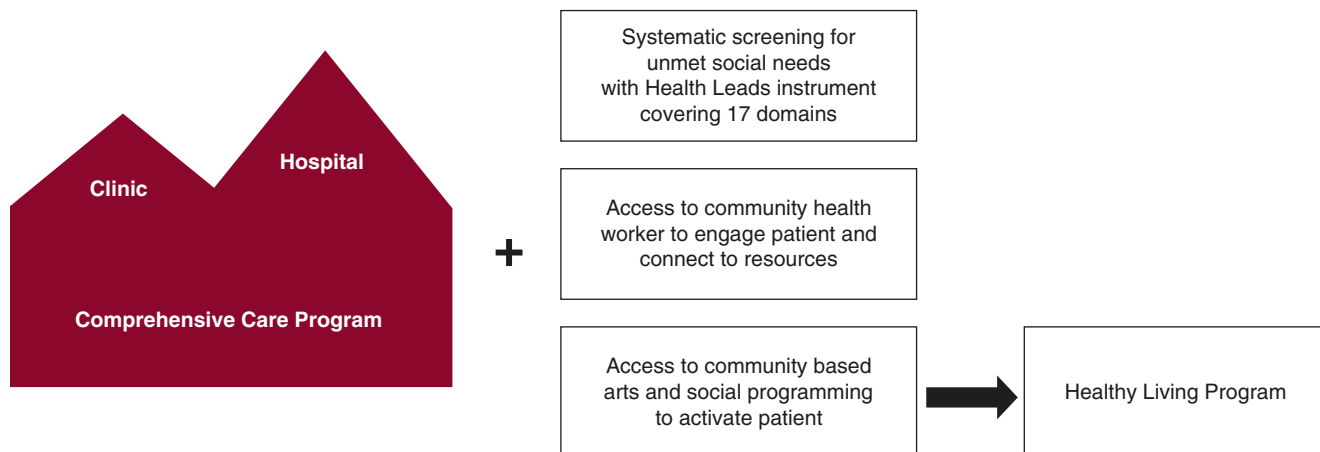 Clinic
Hospital
Comprehensive Care Program
+
Systematic screening for
unmet social needs
with Health Leads instrument
covering 17 domains
Access to community health
worker to engage patient and
connect to resources
Access to community based
arts and social programming
to activate patient
Healthy Living Program